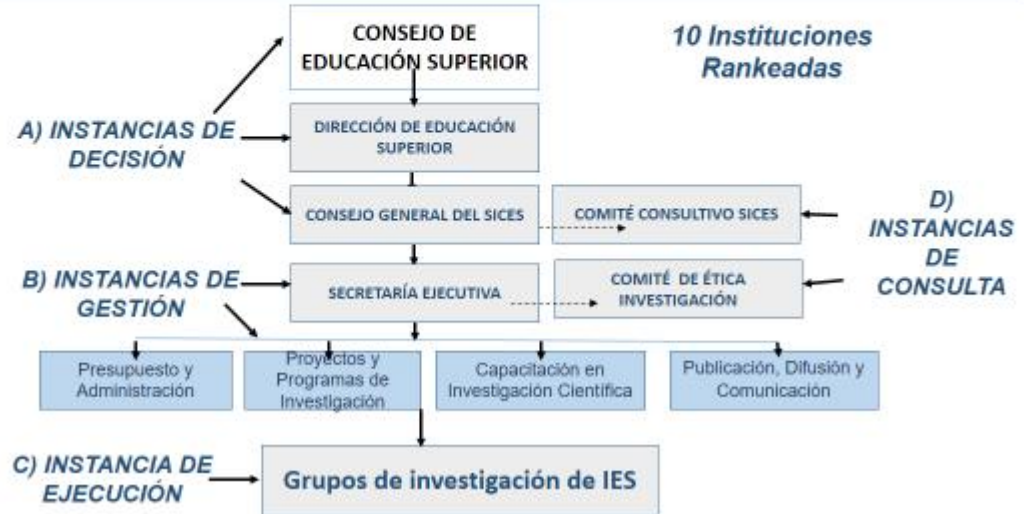 CONSEJO DE
EDUCACIÓN SUPERIOR
10 Instituciones
Rankeadas
A) INSTANCIAS DE
DECISIÓN
DIRECCIÓN DE EDUCACIÓN
SUPERIOR
CONSEJO GENERAL DEL SICES
COMITÉ CONSULTIVO SICES
D)
INSTANCIAS
DE
CONSULTA
B) INSTANCIAS DE
GESTIÓN
SECRETARÍA EJECUTIVA
COMITÉ DE ÉTICA
INVESTIGACIÓN
Presupuesto y
Administración
Proyectos y
Programas de
Investigación
Capacitación en
Investigación Científica
Publicación, Difusión y
Comunicación
C) INSTANCIA DE
EJECUCIÓN
Grupos de investigación de IES